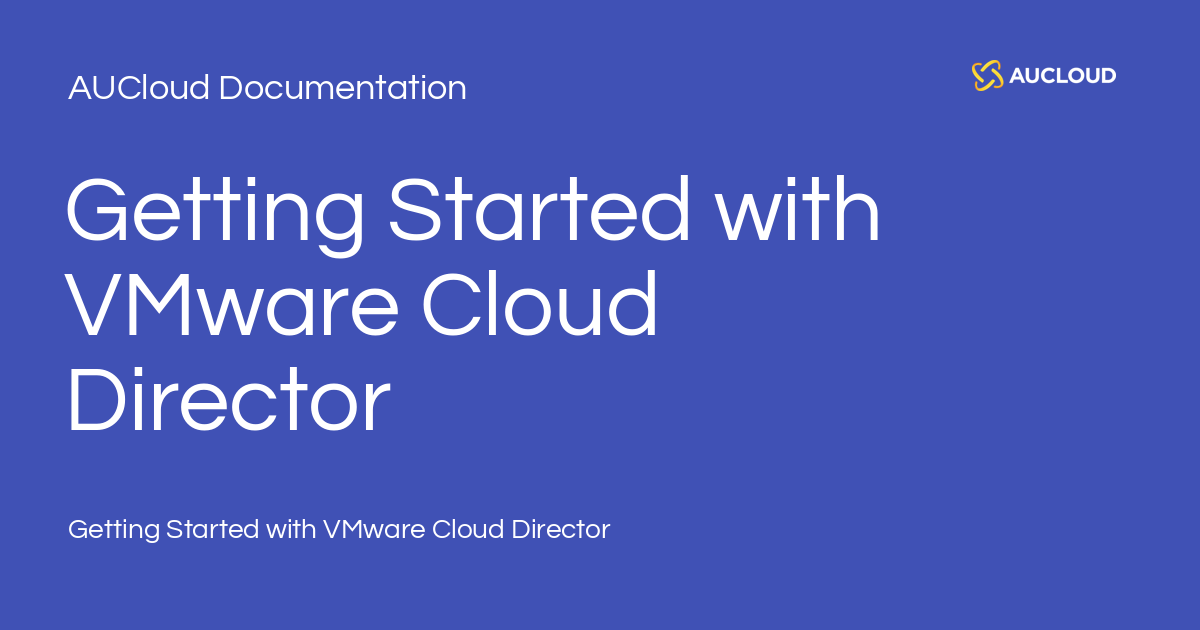 AUCloud Documentation
AUCLOUD
Getting Started with
VMware Cloud
Director
Getting Started with VMware Cloud Director